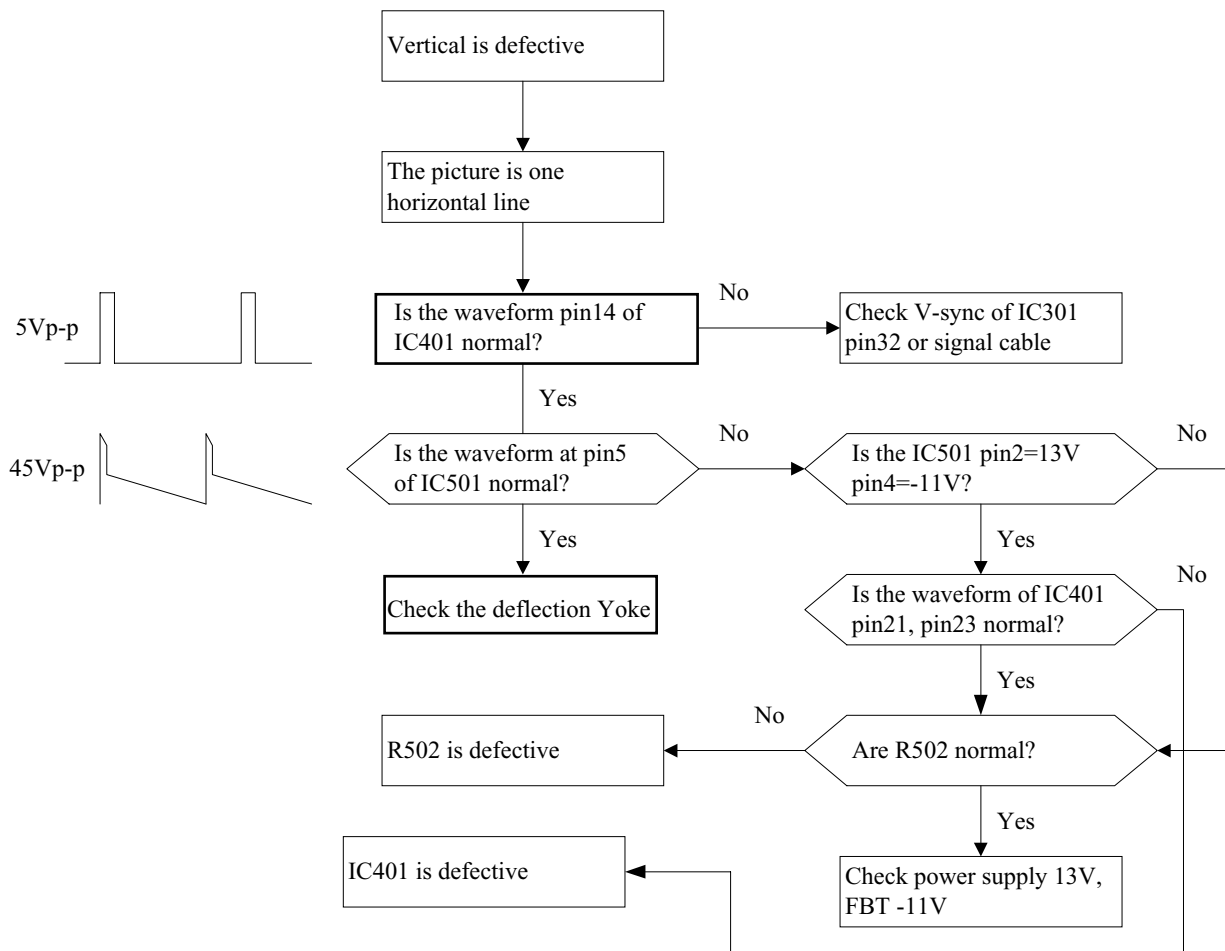 Vertical is defective
The picture is one
horizontal line
5Vp-p
Is the waveform pin14 of
IC401 normal?
No
Check V-sync of IC301
pin32 or signal cable
Yes
45Vp-p
Is the waveform at pin5
of IC501 normal?
No
Is the IC501 pin2=13V
pin4=-11V?
No
Yes
Yes
Check the deflection Yoke
Is the waveform of IC401
pin21, pin23 normal?
No
Yes
R502 is defective
No
Are R502 normal?
Yes
IC401 is defective
Check power supply 13V,
FBT -11V